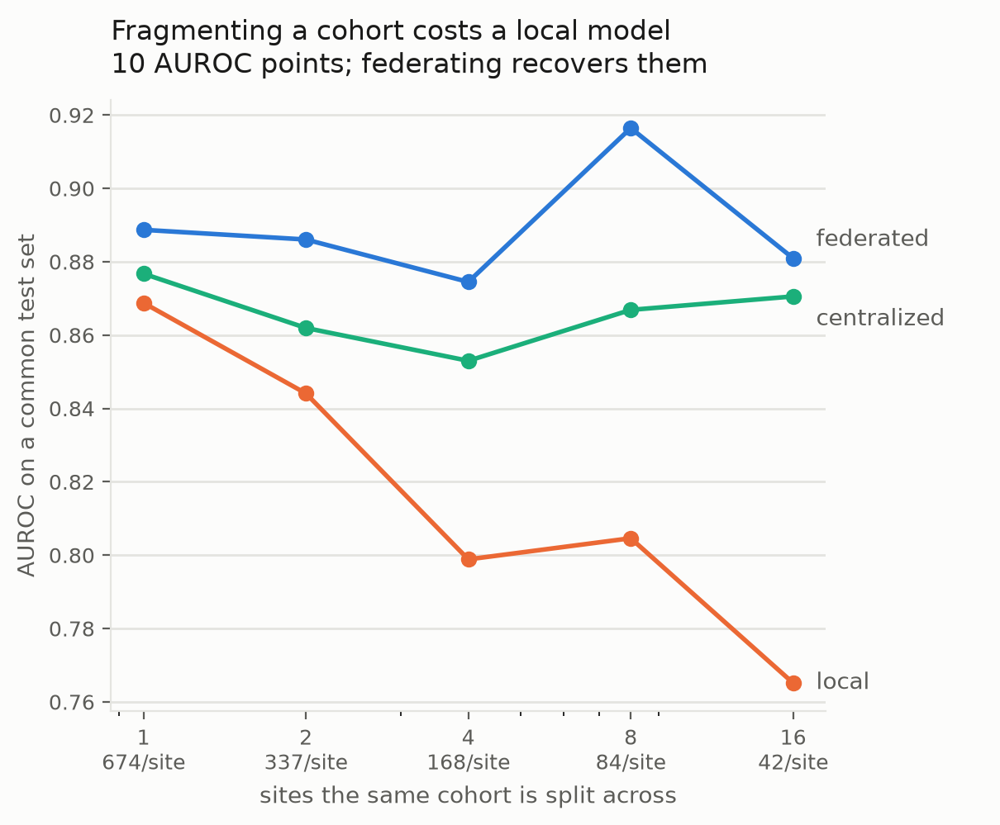 Fragmenting a cohort costs a local model
10 AUROC points; federating recovers them
AUROC on a common test set
0.92
0.90
0.88
0.86
0.84
0.82
0.80
0.78
0.76
federated
centralized
local
1 2 4 8 16
674/site 337/site 168/site 84/site 42/site
sites the same cohort is split across